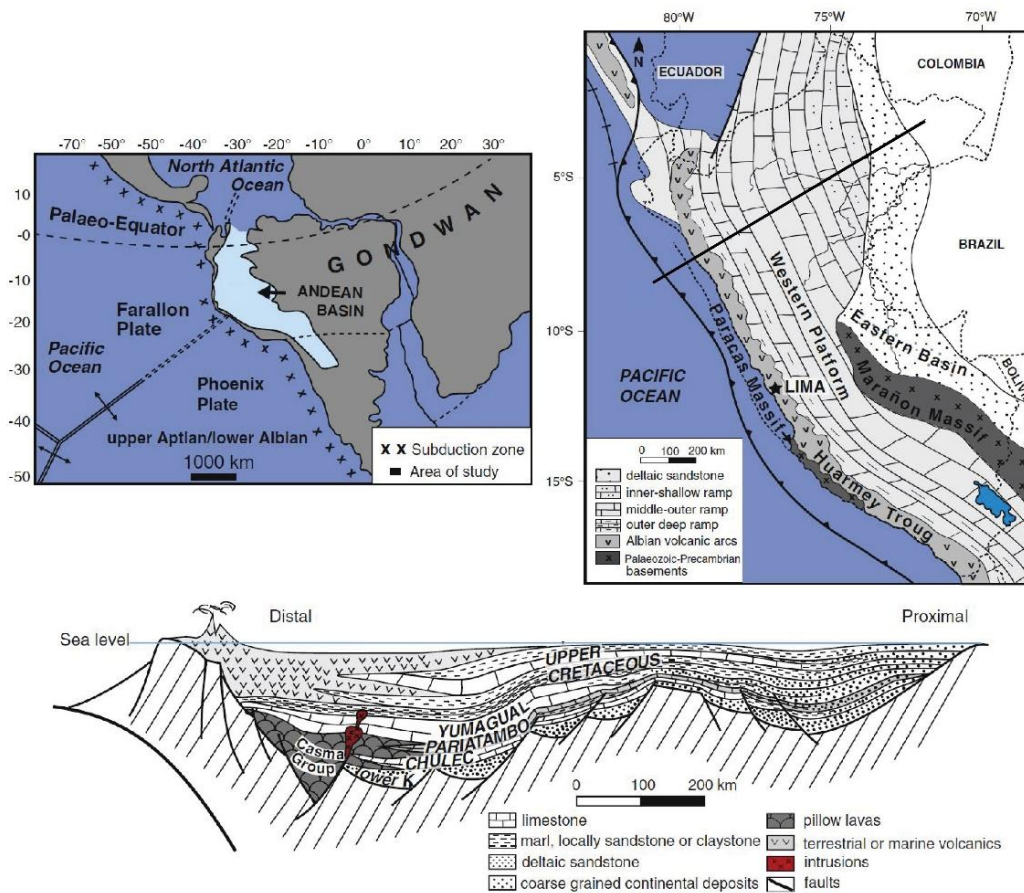 -70° -60° -50° -40° -30° -20° -10° 0° 10° 20° 30°
North Atlantic
Ocean
10
-0
-10
-20
-30
-40
-50
Palaeo-Equator
GONDWAN
ANDEAN
BASIN
Farallon
Plate
Pacific
Ocean
Phoenix
Plate
upper Aptian/lower Albian
1000 km
x x Subduction zone
Area of study
80°W 75°W 70°W
N
ECUADOR
COLOMBIA
5°S
BRAZIL
10°S
Western Platform
Eastern Basin
Marañon Massif
BOLIV
Paracas Massif
LIMA
PACIFIC
OCEAN
Huarmey Troug
15°S
0 100 200 km
deltaic sandstone
inner-shallow ramp
middle-outer ramp
outer deep ramp
Albian volcanic arcs
Palaeozoic-Precambrian
basements
Distal Proximal
Sea level
UPPER
CRETACEOUS
YUMAGUAL
PARIATAMBO
CHULEC
Casma
Group
Lower K
0 100 200 km
limestone
marl, locally sandstone or claystone
deltaic sandstone
coarse grained continental deposits
pillow lavas
terrestrial or marine volcanics
intrusions
faults